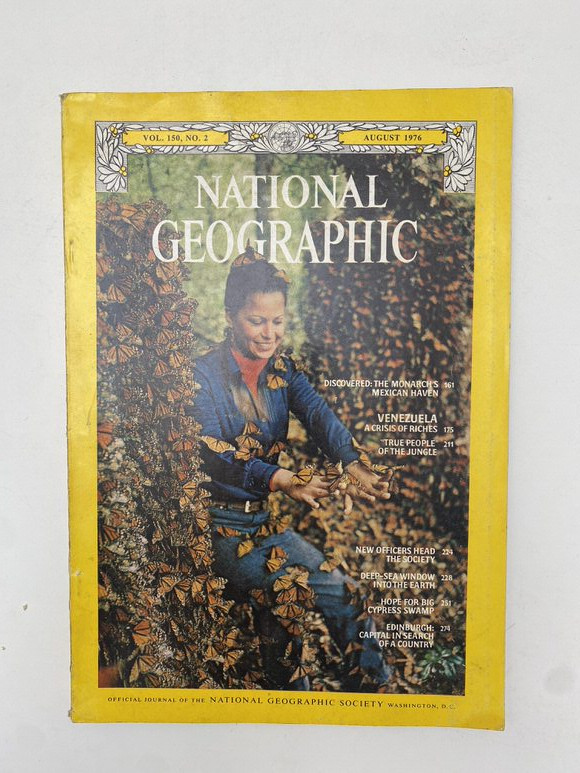 VOL. 150, NO. 2
AUGUST 1976
NATIONAL
GEOGRAPHIC
DISCOVERED: THE MONARCH'S 161
MEXICAN HAVEN
VENEZUELA
A CRISIS OF RICHES 175
"TRUE PEOPLE" 211
OF THE JUNGLE
NEW OFFICERS HEAD 224
THE SOCIETY
DEEP-SEA WINDOW 228
INTO THE EARTH
HOPE FOR BIG 251
CYPRESS SWAMP
EDINBURGH: 274
CAPITAL IN SEARCH
OF A COUNTRY
OFFICIAL JOURNAL OF THE NATIONAL GEOGRAPHIC SOCIETY WASHINGTON, D.C.